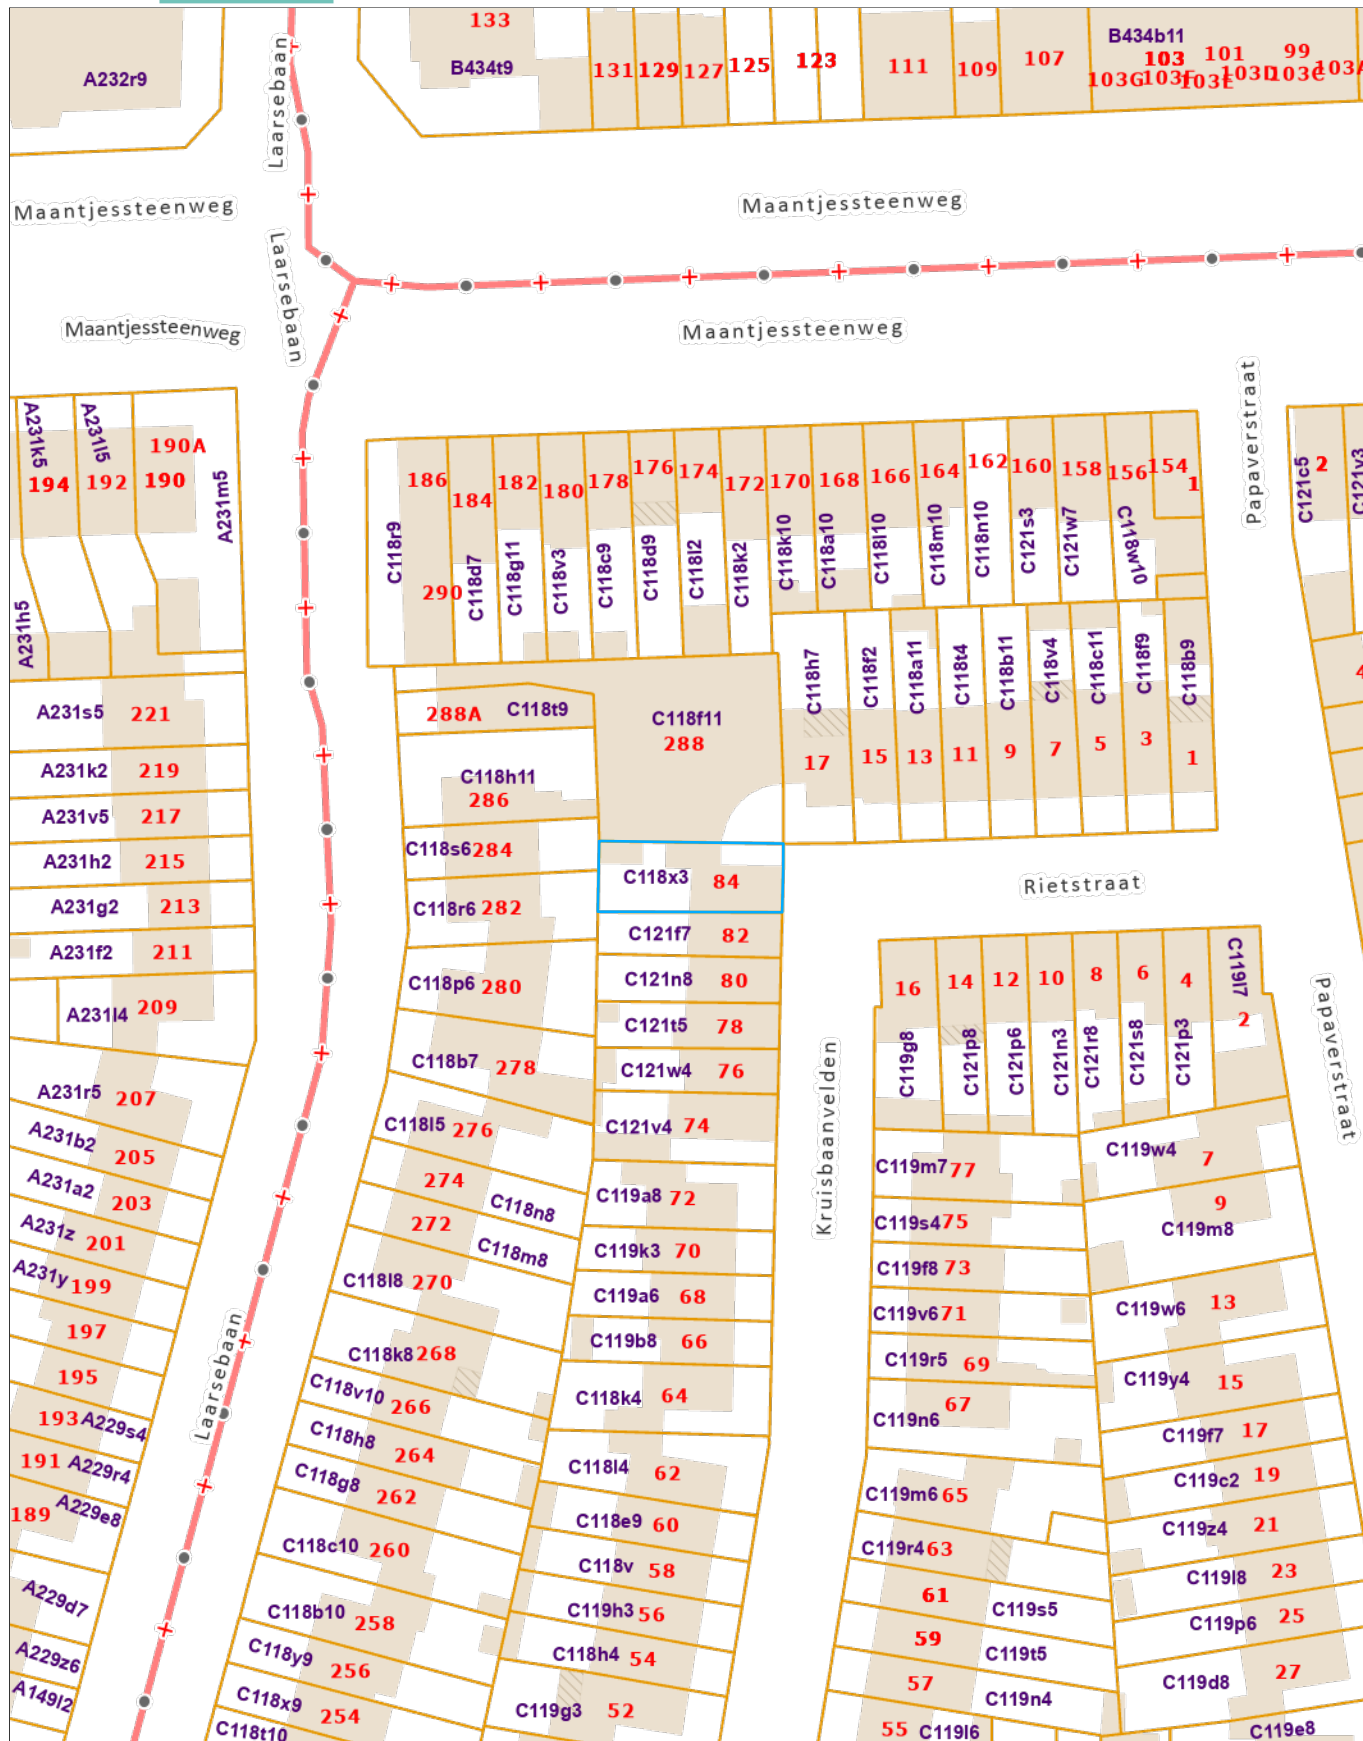 133
B434t9
A232r9
Laarsebaan
131
129
127
125
123
111
109
107
B434b11
103
101
99
103G
103F
103E
103D
103C
103A
Maantjessteenweg
Maantjessteenweg
Laarsebaan
Maantjessteenweg
Maantjessteenweg
Papaverstraat
A231k5
A231l5
190A
194
192
190
A231m5
A231h5
C118r9
186
184
182
180
178
176
174
172
170
168
166
164
162
160
158
156
154
1
C121c5
2
C121v3
290
C118d7
C118g11
C118v3
C118c9
C118d9
C118l2
C118k2
C118k10
C118a10
C118l10
C118m10
C118n10
C121s3
C121w7
C118w10
C118h7
C118f2
C118a11
C118t4
C118b11
C118v4
C118c11
C118f9
C118b9
17
15
13
11
9
7
5
3
1
4
A231s5
221
288A
C118t9
C118f11
288
A231k2
219
C118h11
286
A231v5
217
A231h2
215
C118s6
284
C118x3
84
Rietstraat
A231g2
213
C118r6
282
C121f7
82
A231f2
211
C118p6
280
C121n8
80
16
14
12
10
8
6
4
C119l7
2
A231l4
209
C121t5
78
C119g8
C121p8
C121p6
C121n3
C121r8
C121s8
C121p3
Papaverstraat
C118b7
278
C121w4
76
Kruisbaanvelden
A231r5
207
C118l5
276
C121v4
74
A231b2
205
C119m7
77
C119w4
7
A231a2
203
274
C118n8
C119a8
72
C119s4
75
9
C119m8
A231z
201
272
C118m8
C119k3
70
C119f8
73
A231y
199
C118l8
270
C119a6
68
C119v6
71
C119w6
13
197
C118k8
268
C119b8
66
C119r5
69
195
C118v10
266
C118k4
64
C119n6
67
C119y4
15
193
A229s4
Laarsebaan
C118h8
264
C119f7
17
191
A229r4
C118g8
262
C118l4
62
C119m6
65
C119c2
19
189
A229e8
C118c10
260
C118e9
60
C119r4
63
C119z4
21
C118v
58
61
C119s5
C119l8
23
A229d7
C118b10
258
C119h3
56
59
C119t5
C119p6
25
A229z6
C118y9
256
C118h4
54
57
C119n4
C119d8
27
A149l2
C118x9
254
C119g3
52
C118t10
55
C119l6
C119e8